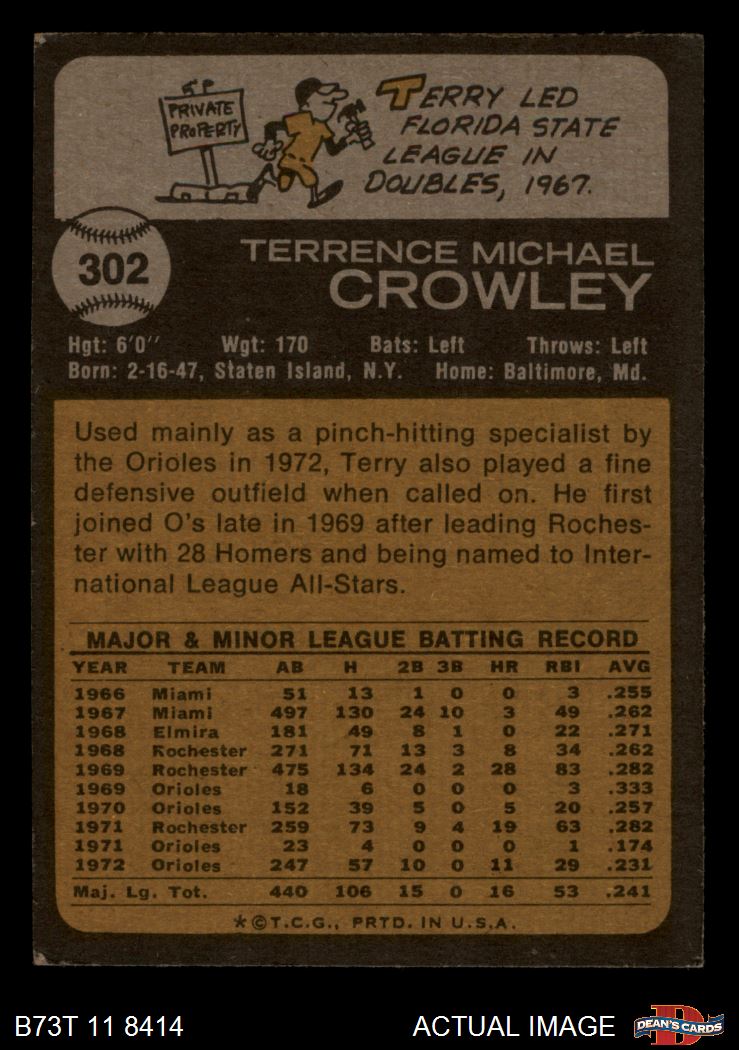 PRIVATE
PROPERTY
TERRY LED
FLORIDA STATE
LEAGUE IN
DOUBLES, 1967.
302
TERRENCE MICHAEL
CROWLEY
Hgt: 6'0'' Wgt: 170 Bats: Left Throws: Left
Born: 2-16-47, Staten Island, N.Y. Home: Baltimore, Md.
Used mainly as a pinch-hitting specialist by
the Orioles in 1972, Terry also played a fine
defensive outfield when called on. He first
joined O's late in 1969 after leading Roches-
ter with 28 Homers and being named to Inter-
national League All-Stars.
MAJOR & MINOR LEAGUE BATTING RECORD
YEAR TEAM AB H 2B 3B HR RBI AVG
1966 Miami 51 13 1 0 0 3 .255
1967 Miami 497 130 24 10 3 49 .262
1968 Elmira 181 49 8 1 0 22 .271
1968 Rochester 271 71 13 3 8 34 .262
1969 Rochester 475 134 24 2 28 83 .282
1969 Orioles 18 6 0 0 0 3 .333
1970 Orioles 152 39 5 0 5 20 .257
1971 Rochester 259 73 9 4 19 63 .282
1971 Orioles 23 4 0 0 0 1 .174
1972 Orioles 247 57 10 0 11 29 .231
Maj. Lg. Tot. 440 106 15 0 16 53 .241
*©T.C.G., PRTD. IN U.S.A.
B73T 11 8414 ACTUAL IMAGE DEAN'S CARDS